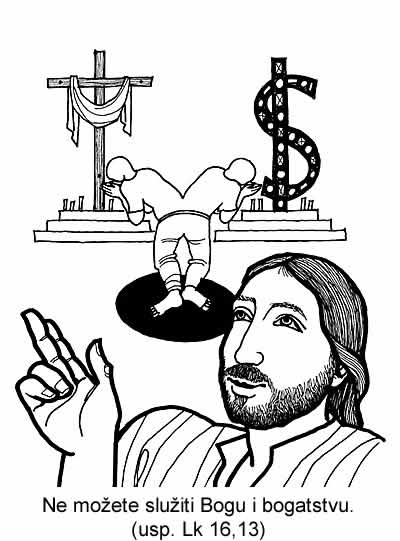 Ne možete služiti Bogu i bogatstvu.
(usp. Lk 16,13)